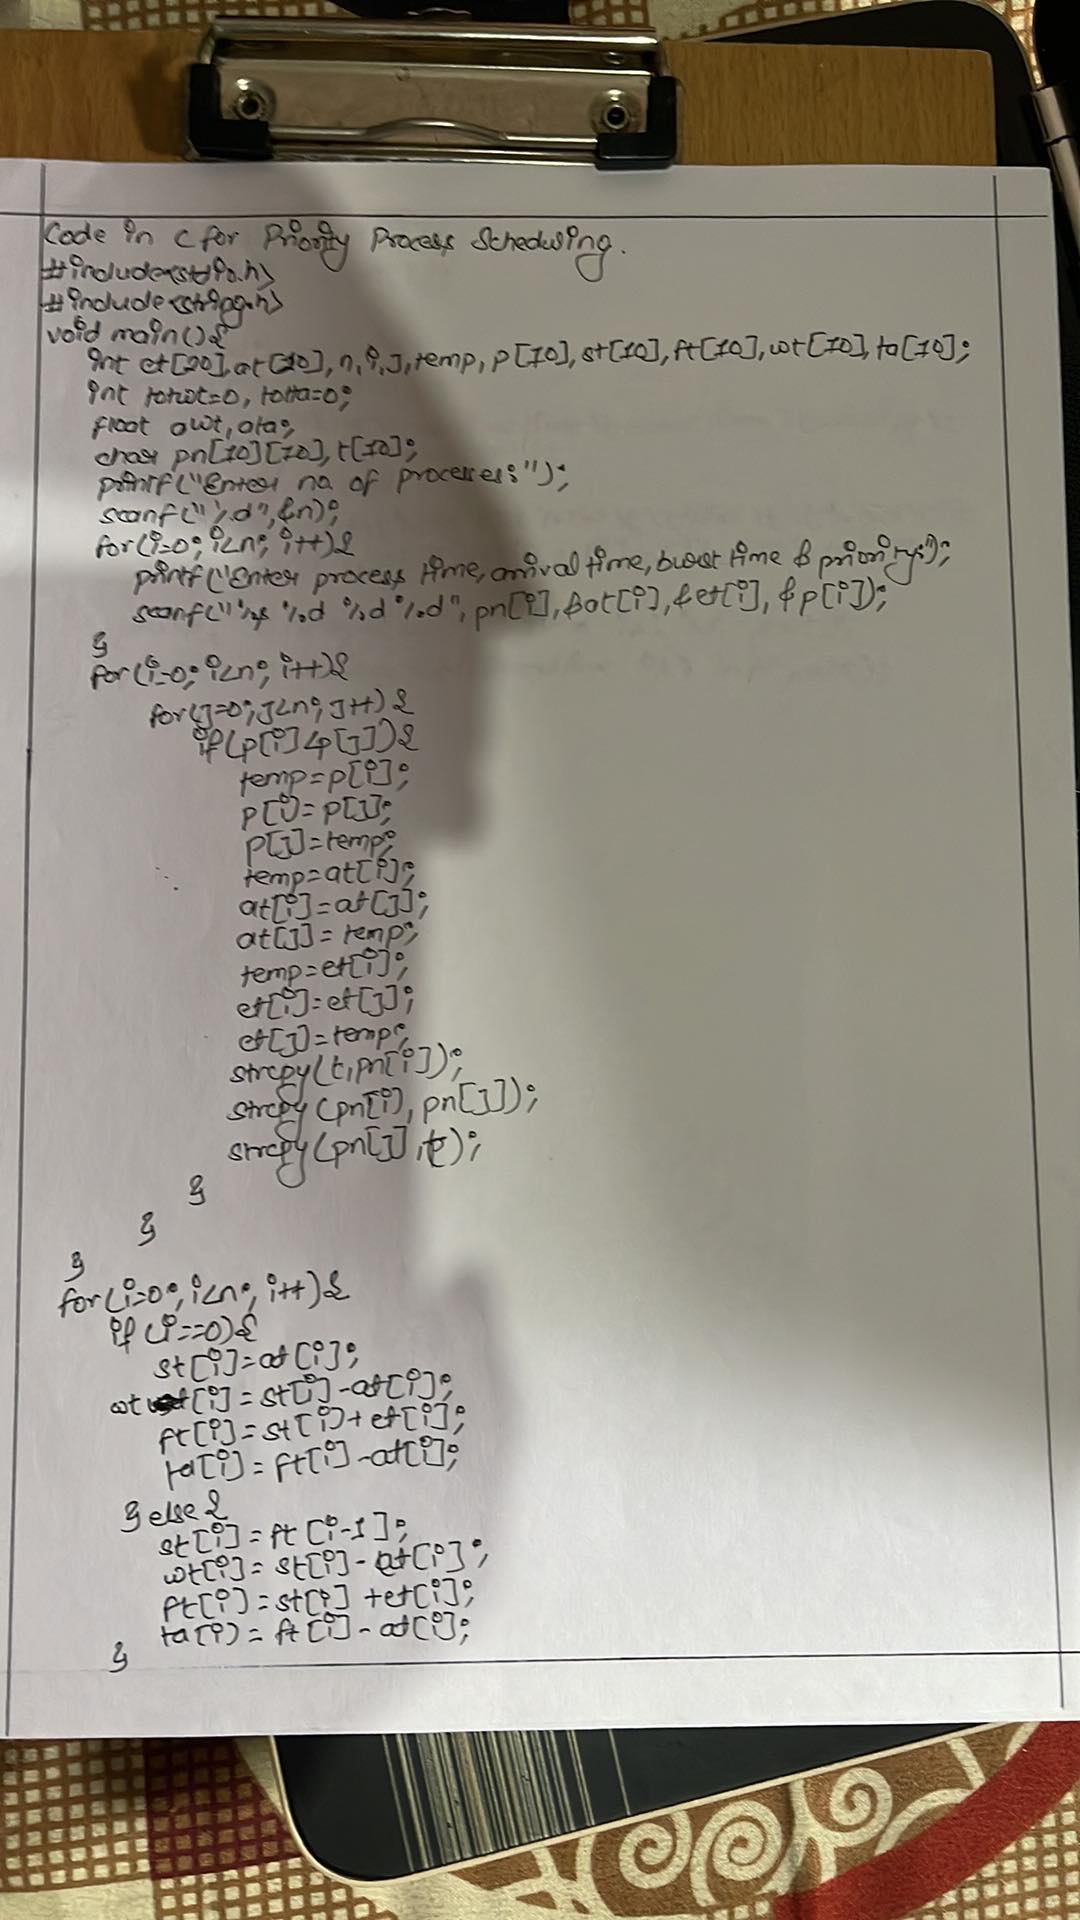 Code in C for Priority Process Scheduling.
#include<stdio.h>
#include<string.h>
void main(){
int et[20],at[10],n,i,j,temp,p[10],st[10],ft[10],wt[10],ta[10];
int totwt=0, totta=0;
float awt,ata;
char pn[10][10],t[10];
printf("Enter no. of processes:");
scanf("%d",&n);
for(i=0;i<n;i++){
printf("Enter process time, arrival time, burst time & priority:");
scanf("%s %d %d %d", pn[i],&at[i],&et[i],&p[i]);
}
for(i=0;i<n;i++){
for(j=0;j<n;j++){
if(p[i]<p[j]){
temp=p[i];
p[i]=p[j];
p[j]=temp;
temp=at[i];
at[i]=at[j];
at[j]=temp;
temp=et[i];
et[i]=et[j];
et[j]=temp;
strcpy(t,pn[i]);
strcpy(pn[i],pn[j]);
strcpy(pn[j],t);
}
}
}
for(i=0;i<n;i++){
if(i==0){
st[i]=at[i];
wt[i]=st[i]-at[i];
ft[i]=st[i]+et[i];
ta[i]=ft[i]-at[i];
}else{
st[i]=ft[i-1];
wt[i]=st[i]-at[i];
ft[i]=st[i]+et[i];
ta[i)=ft[i]-at[i];
}